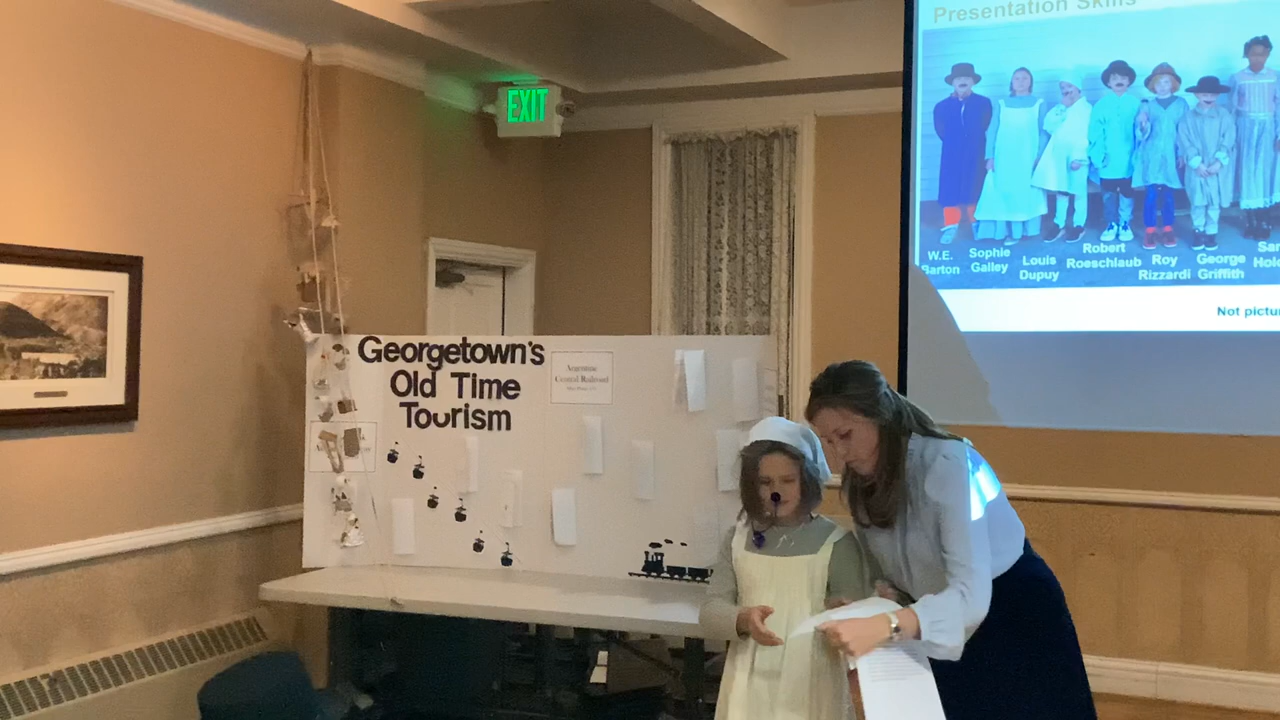 Presentation Skills
EXIT
W.E.
Barton
Sophie
Galley
Louis
Dupuy
Robert
Roeschlaub
Roy
Rizzardi
George
Griffith
Not pictu
Georgetown's
Old Time
Tourism
Argentine
Central Railroad